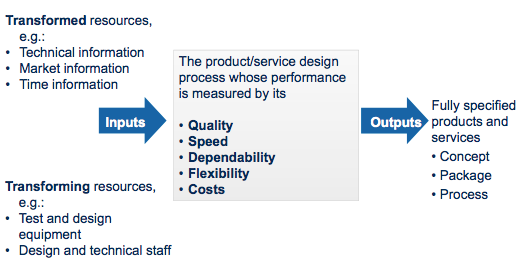 Transformed resources,
e.g.:
• Technical information
• Market information
• Time information
Inputs
Transforming resources,
e.g.:
• Test and design
equipment
• Design and technical staff
The product/service design
process whose performance
is measured by its
• Quality
• Speed
• Dependability
• Flexibility
• Costs
Outputs
Fully specified
products and
services
• Concept
• Package
• Process